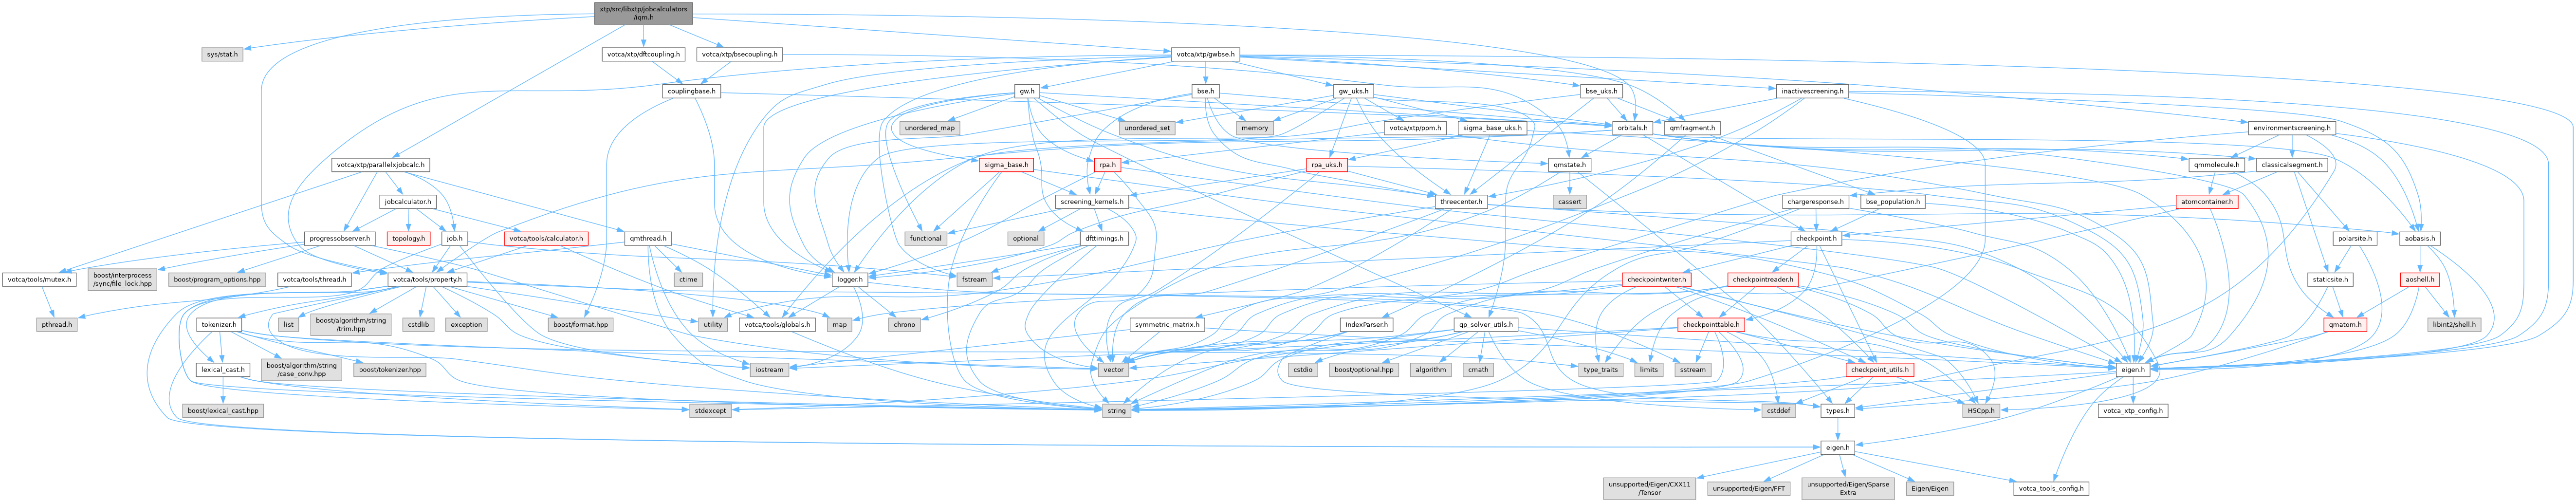 xtp/src/libxtp/jobcalculators
/iqm.h
sys/stat.h
votca/xtp/dftcoupling.h
votca/xtp/bsecoupling.h
votca/xtp/gwbse.h
couplingbase.h
gw.h
bse.h
gw_uks.h
bse_uks.h
inactivescreening.h
unordered_map
unordered_set
memory
votca/xtp/ppm.h
sigma_base_uks.h
orbitals.h
qmfragment.h
environmentscreening.h
votca/xtp/parallelxjobcalc.h
sigma_base.h
rpa.h
rpa_uks.h
qmstate.h
qmmolecule.h
classicalsegment.h
jobcalculator.h
screening_kernels.h
threecenter.h
cassert
chargeresponse.h
bse_population.h
atomcontainer.h
progressobserver.h
topology.h
job.h
votca/tools/calculator.h
qmthread.h
functional
optional
dfttimings.h
checkpoint.h
polarsite.h
aobasis.h
votca/tools/mutex.h
boost/interprocess
/sync/file_lock.hpp
boost/program_options.hpp
votca/tools/thread.h
votca/tools/property.h
ctime
logger.h
fstream
checkpointwriter.h
checkpointreader.h
staticsite.h
aoshell.h
pthread.h
tokenizer.h
list
boost/algorithm/string
/trim.hpp
cstdlib
exception
boost/format.hpp
utility
votca/tools/globals.h
map
chrono
symmetric_matrix.h
IndexParser.h
qp_solver_utils.h
checkpointtable.h
qmatom.h
libint2/shell.h
lexical_cast.h
boost/algorithm/string
/case_conv.hpp
boost/tokenizer.hpp
iostream
vector
cstdio
boost/optional.hpp
algorithm
cmath
type_traits
limits
sstream
checkpoint_utils.h
eigen.h
boost/lexical_cast.hpp
stdexcept
string
cstddef
types.h
H5Cpp.h
votca_xtp_config.h
eigen.h
unsupported/Eigen/CXX11
/Tensor
unsupported/Eigen/FFT
unsupported/Eigen/Sparse
Extra
Eigen/Eigen
votca_tools_config.h